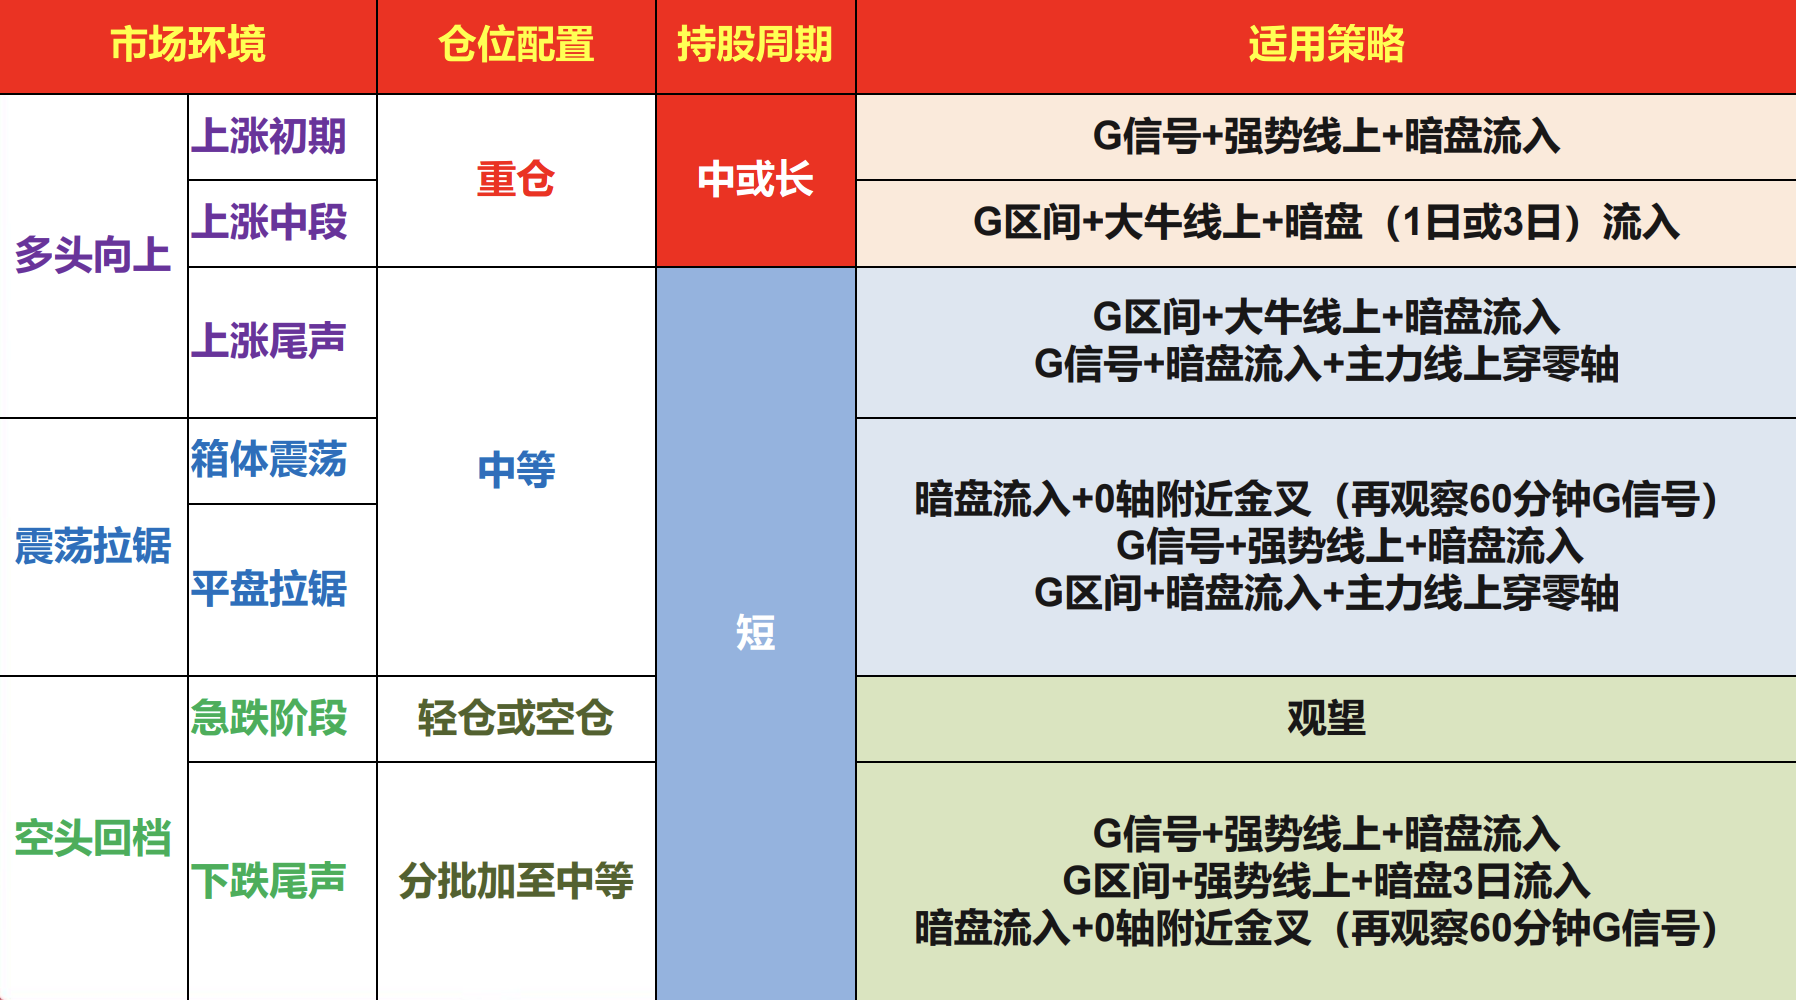 市场环境
仓位配置
持股周期
适用策略
多头向上
上涨初期
重仓
中或长
G信号+强势线上+暗盘流入
上涨中段
G区间+大牛线上+暗盘（1日或3日）流入
上涨尾声
中等
短
G区间+大牛线上+暗盘流入
G信号+暗盘流入+主力线上穿零轴
震荡拉锯
箱体震荡
暗盘流入+0轴附近金叉（再观察60分钟G信号）
G信号+强势线上+暗盘流入
G区间+暗盘流入+主力线上穿零轴
平盘拉锯
空头回档
急跌阶段
轻仓或空仓
观望
下跌尾声
分批加至中等
G信号+强势线上+暗盘流入
G区间+强势线上+暗盘3日流入
暗盘流入+0轴附近金叉（再观察60分钟G信号）